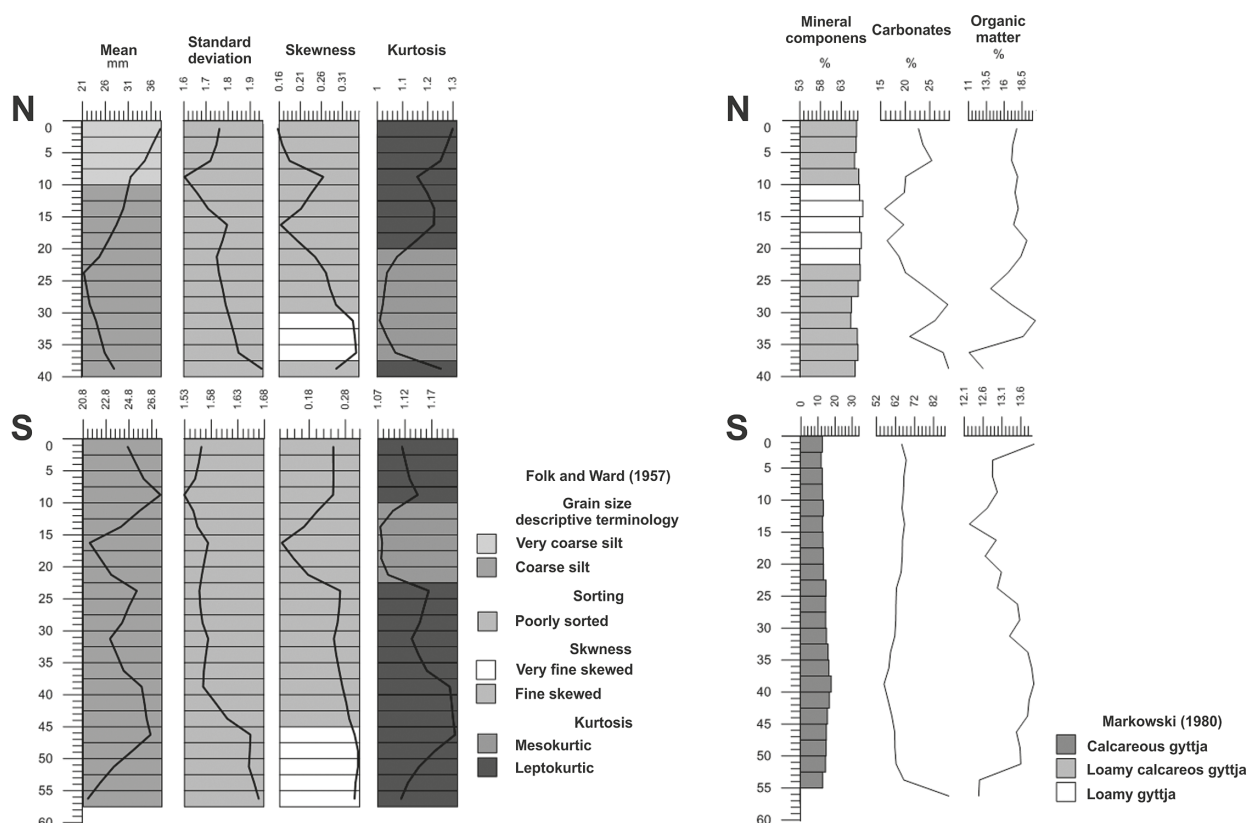 Mean
mm
Standard
deviation
Skewness
Kurtosis
21 26 31 36
1.6 1.7 1.8 1.9
0.16 0.21 0.26 0.31
1 1.1 1.2 1.3
N
0
5
10
15
20
25
30
35
40
20.8 22.8 24.8 26.8
1.53 1.58 1.63 1.68
0.18 0.28
1.07 1.12 1.17
S
0
5
10
15
20
25
30
35
40
45
50
55
60
Folk and Ward (1957)
Grain size
descriptive terminology
Very coarse silt
Coarse silt
Sorting
Poorly sorted
Skwness
Very fine skewed
Fine skewed
Kurtosis
Mesokurtic
Leptokurtic
Mineral
componens
%
Carbonates
%
Organic
matter
%
53 58 63
15 20 25
11 13.5 16 18.5
N
0
5
10
15
20
25
30
35
40
0 10 20 30
52 62 72 82
12.1 12.6 13.1 13.6
S
0
5
10
15
20
25
30
35
40
45
50
55
60
Markowski (1980)
Calcareous gyttja
Loamy calcareos gyttja
Loamy gyttja